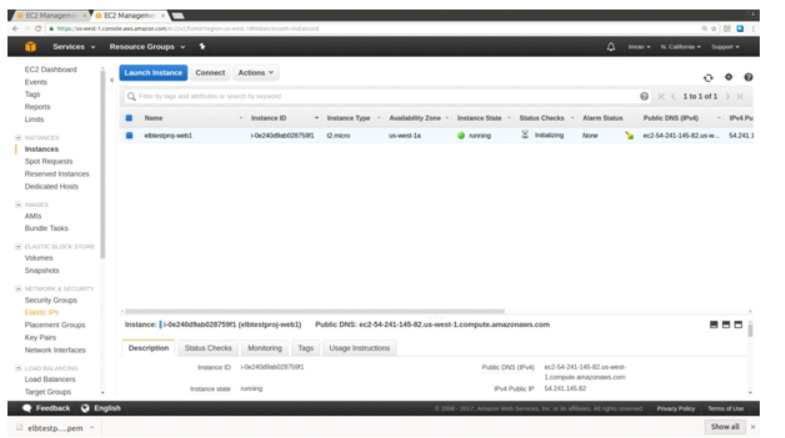 EC2 Managemen
EC2 Managemen
https://us-west-1.console.aws.amazon.com/ec2/v2/home?region=us-west-1#Instances:sort=instanceId
Services
Resource Groups
Imran
N. California
Support
EC2 Dashboard
Events
Tags
Reports
Limits
INSTANCES
Instances
Spot Requests
Reserved Instances
Dedicated Hosts
IMAGES
AMIs
Bundle Tasks
ELASTIC BLOCK STORE
Volumes
Snapshots
NETWORK & SECURITY
Security Groups
Elastic IPs
Placement Groups
Key Pairs
Network Interfaces
LOAD BALANCING
Load Balancers
Target Groups
Launch Instance Connect Actions
Filter by tags and attributes or search by keyword
1 to 1 of 1
Name Instance ID Instance Type Availability Zone Instance State Status Checks Alarm Status Public DNS (IPv4) IPv4 Pu
elbtestproj-web1 i-0e240d9ab028759f1 t2.micro us-west-1a running Initializing None ec2-54-241-145-82.us-w... 54.241.1
Instance: i-0e240d9ab028759f1 (elbtestproj-web1) Public DNS: ec2-54-241-145-82.us-west-1.compute.amazonaws.com
Description Status Checks Monitoring Tags Usage Instructions
Instance ID i-0e240d9ab028759f1 Public DNS (IPv4) ec2-54-241-145-82.us-west-
1.compute.amazonaws.com
Instance state running IPv4 Public IP 54.241.145.82
Feedback English © 2008 - 2017, Amazon Web Services, Inc. or its affiliates. All rights reserved. Privacy Policy Terms of Use
elbtestp....pem Show all